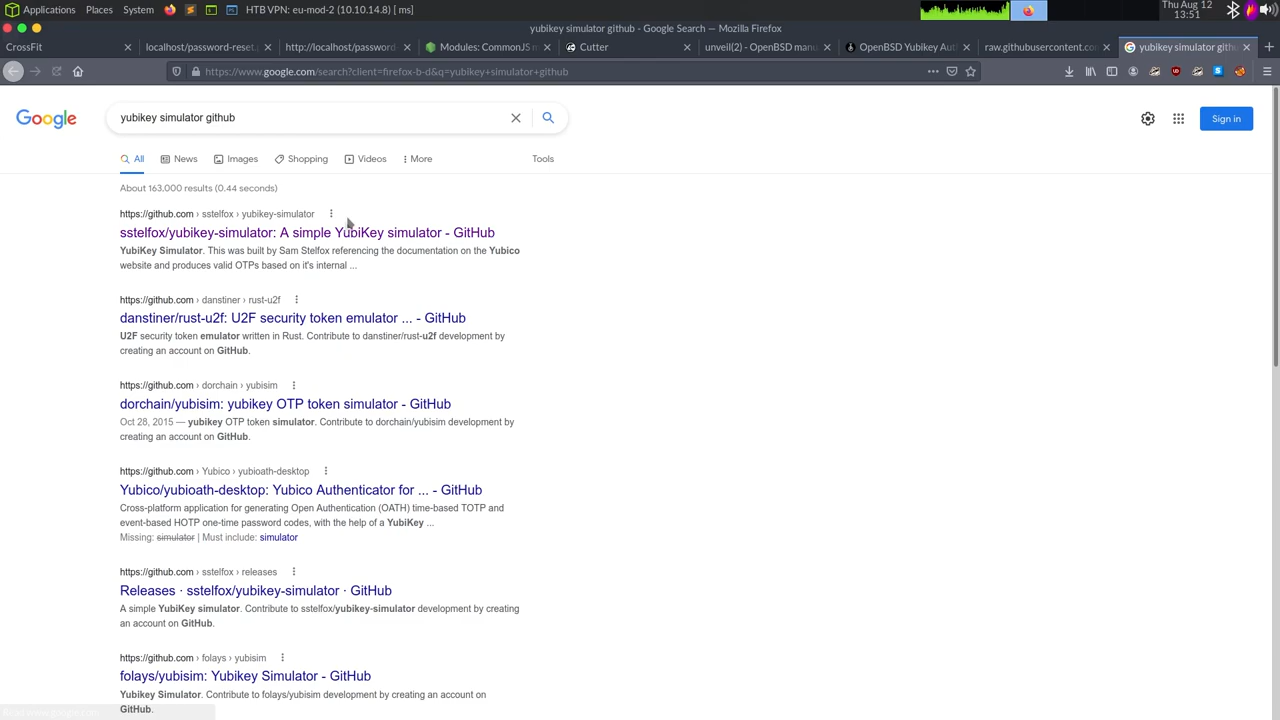 Applications Places System HTB VPN: eu-mod-2 (10.10.14.8) [ms] Thu Aug 12
13:51
yubikey simulator github - Google Search — Mozilla Firefox
CrossFit localhost/password-reset. http://localhost/password Modules: CommonJS m Cutter unveil(2) - OpenBSD manu OpenBSD Yubikey Aut raw.githubusercontent.co yubikey simulator gith
https://www.google.com/search?client=firefox-b-d&q=yubikey+simulator+github
Google
yubikey simulator github
Sign in
All News Images Shopping Videos More Tools
About 163,000 results (0.44 seconds)
https://github.com › sstelfox › yubikey-simulator
sstelfox/yubikey-simulator: A simple YubiKey simulator - GitHub
YubiKey Simulator. This was built by Sam Stelfox referencing the documentation on the Yubico
website and produces valid OTPs based on it's internal ...
https://github.com › danstiner › rust-u2f
danstiner/rust-u2f: U2F security token emulator ... - GitHub
U2F security token emulator written in Rust. Contribute to danstiner/rust-u2f development by
creating an account on GitHub.
https://github.com › dorchain › yubisim
dorchain/yubisim: yubikey OTP token simulator - GitHub
Oct 28, 2015 — yubikey OTP token simulator. Contribute to dorchain/yubisim development by
creating an account on GitHub.
https://github.com › Yubico › yubioath-desktop
Yubico/yubioath-desktop: Yubico Authenticator for ... - GitHub
Cross-platform application for generating Open Authentication (OATH) time-based TOTP and
event-based HOTP one-time password codes, with the help of a YubiKey ...
Missing: simulator | Must include: simulator
https://github.com › sstelfox › releases
Releases · sstelfox/yubikey-simulator · GitHub
A simple YubiKey simulator. Contribute to sstelfox/yubikey-simulator development by creating
an account on GitHub.
https://github.com › folays › yubisim
folays/yubisim: Yubikey Simulator - GitHub
Yubikey Simulator. Contribute to folays/yubisim development by creating an account on
GitHub.